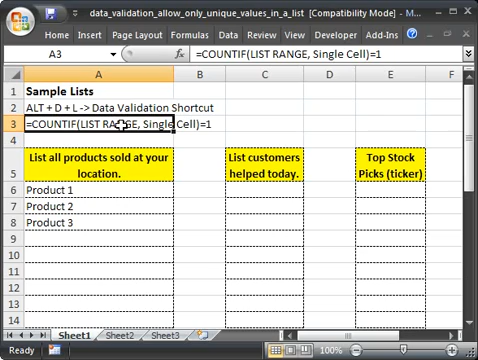 data_validation_allow_only_unique_values_in_a_list [Compatibility Mode] - M
Home Insert Page Layout Formulas Data Review View Developer Add-Ins
A3 fx =COUNTIF(LIST RANGE, Single Cell)=1
A B C D E F
1 Sample Lists
2 ALT + D + L -> Data Validation Shortcut
3 =COUNTIF(LIST RANGE, Single Cell)=1
4
List all products sold at your List customers Top Stock
5 location. helped today. Picks (ticker)
6 Product 1
7 Product 2
8 Product 3
9
10
11
12
13
14
Sheet1 Sheet2 Sheet3
Ready 100%